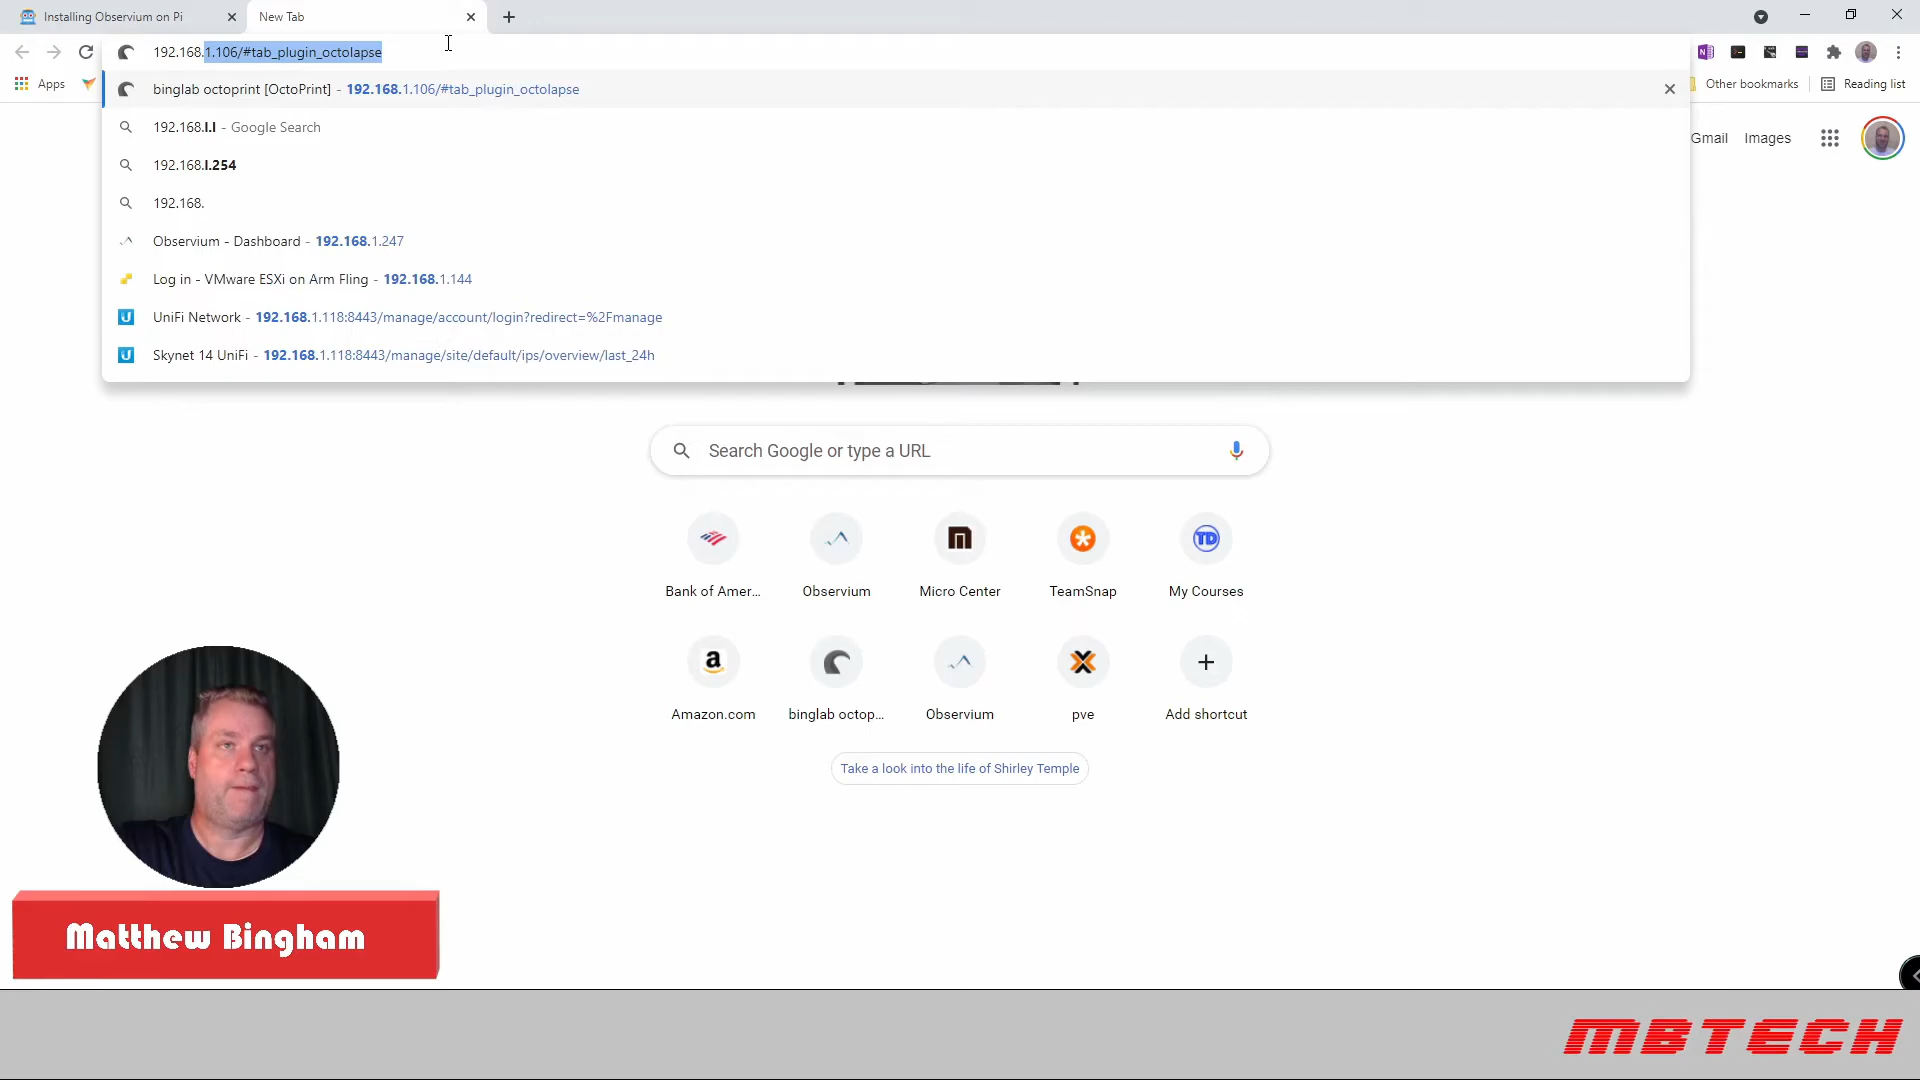 Installing Observium on Pi
New Tab
192.168.1.106/#tab_plugin_octolapse
Apps
Other bookmarks
Reading list
binglab octoprint [OctoPrint] - 192.168.1.106/#tab_plugin_octolapse
192.168.l.l - Google Search
192.168.l.254
192.168.
Observium - Dashboard - 192.168.1.247
Log in - VMware ESXi on Arm Fling - 192.168.1.144
UniFi Network - 192.168.1.118:8443/manage/account/login?redirect=%2Fmanage
Skynet 14 UniFi - 192.168.1.118:8443/manage/site/default/ips/overview/last_24h
Gmail Images
Search Google or type a URL
TD
Bank of Amer... Observium Micro Center TeamSnap My Courses
a
Amazon.com binglab octop... Observium pve Add shortcut
Take a look into the life of Shirley Temple
Matthew Bingham
MBTECH